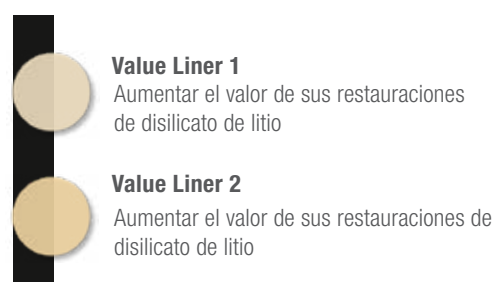 Value Liner 1
Aumentar el valor de sus restauraciones
de disilicato de litio
Value Liner 2
Aumentar el valor de sus restauraciones de
disilicato de litio